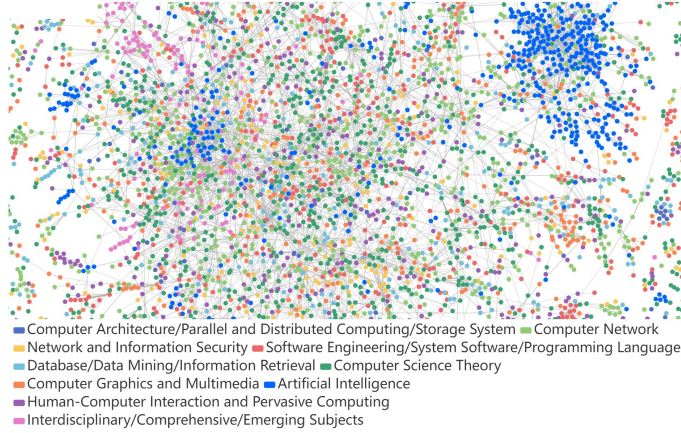 Computer Architecture/Parallel and Distributed Computing/Storage System Computer Network
Network and Information Security Software Engineering/System Software/Programming Language
Database/Data Mining/Information Retrieval Computer Science Theory
Computer Graphics and Multimedia Artificial Intelligence
Human-Computer Interaction and Pervasive Computing
Interdisciplinary/Comprehensive/Emerging Subjects